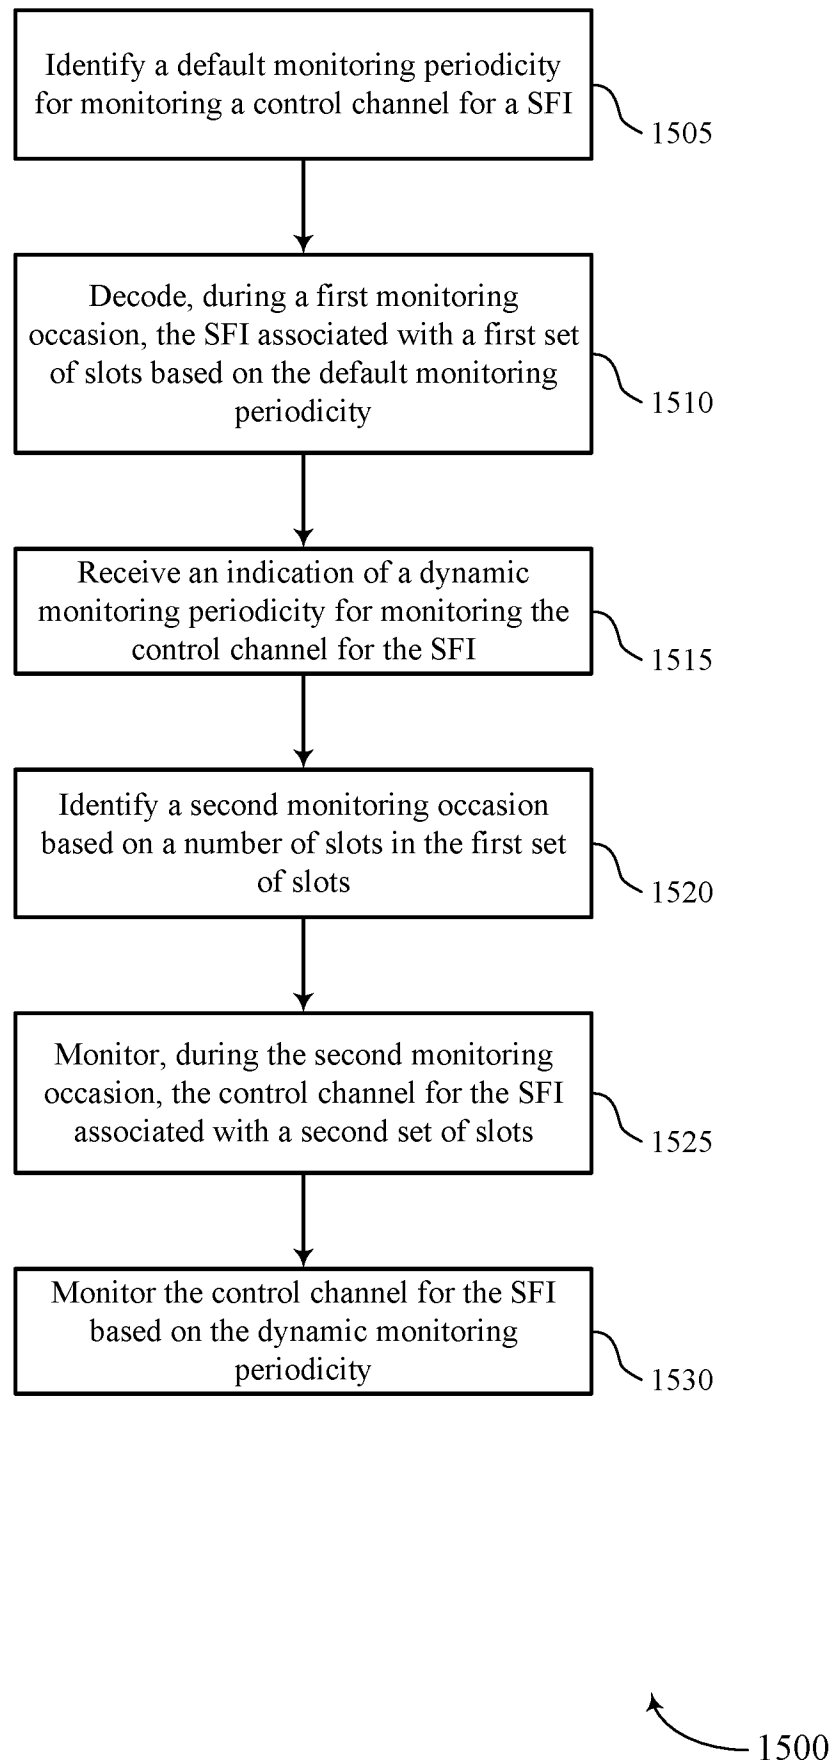 Identify a default monitoring periodicity
for monitoring a control channel for a SFI
1505
Decode, during a first monitoring
occasion, the SFI associated with a first set
of slots based on the default monitoring
periodicity
1510
Receive an indication of a dynamic
monitoring periodicity for monitoring the
control channel for the SFI
1515
Identify a second monitoring occasion
based on a number of slots in the first set
of slots
1520
Monitor, during the second monitoring
occasion, the control channel for the SFI
associated with a second set of slots
1525
Monitor the control channel for the SFI
based on the dynamic monitoring
periodicity
1530
1500